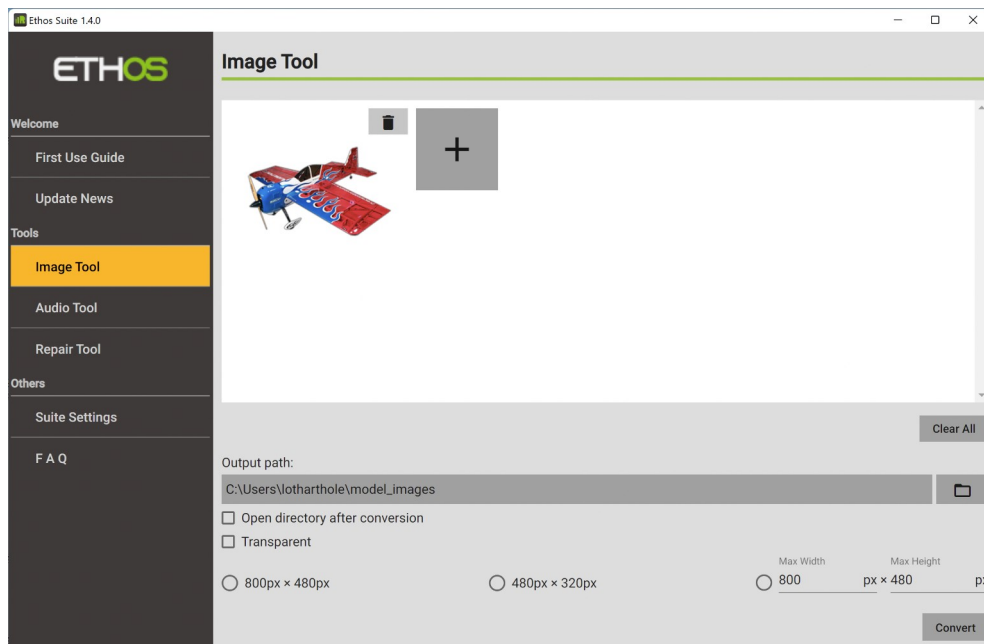 Ethos Suite 1.4.0
ETHOS
Welcome
First Use Guide
Update News
Tools
Image Tool
Audio Tool
Repair Tool
Others
Suite Settings
F A Q
Image Tool
Clear All
Output path:
C:\Users\lotharthole\model_images
Open directory after conversion
Transparent
800px × 480px
480px × 320px
Max Width
Max Height
800 px × 480 p
Convert